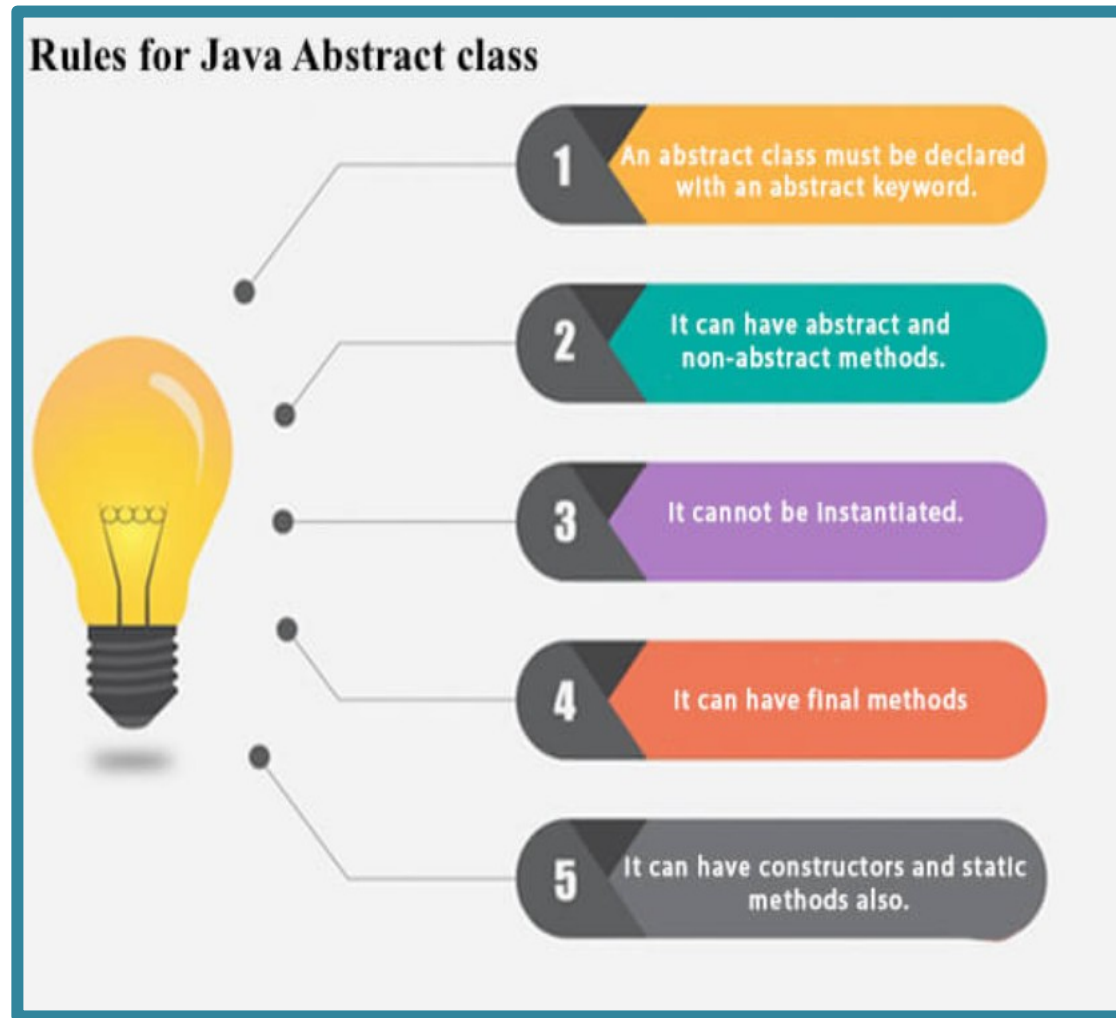 Rules for Java Abstract class
1
An abstract class must be declared
with an abstract keyword.
2
It can have abstract and
non-abstract methods.
3
It cannot be instantiated.
4
It can have final methods
5
It can have constructors and static
methods also.